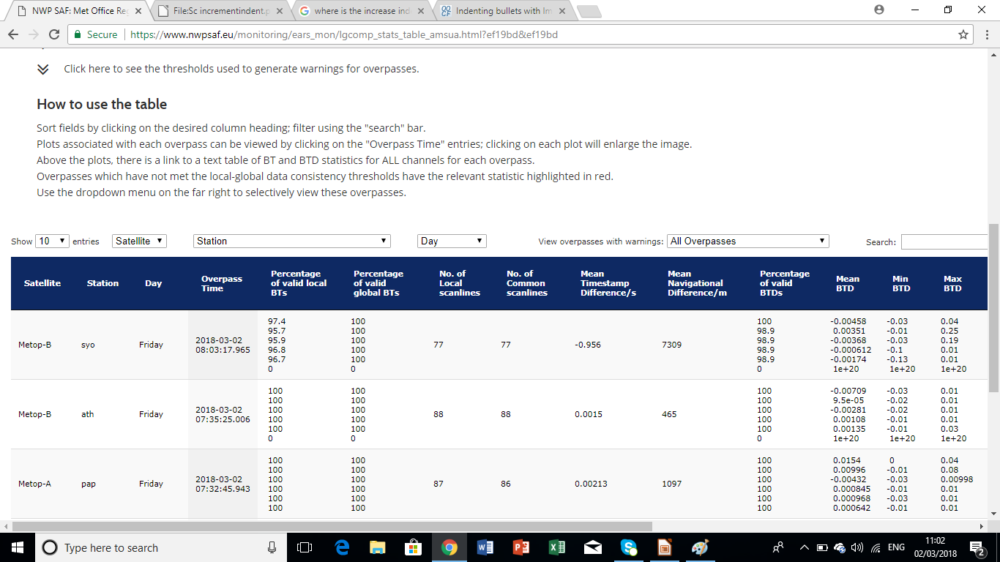 NWP SAF: Met Office Re
File:Sc incrementindent.p
where is the increase ind
Indenting bullets with Im
Secure
https://www.nwpsaf.eu/monitoring/ears_mon/lgcomp_stats_table_amsua.html?ef19bd&ef19bd
Click here to see the thresholds used to generate warnings for overpasses.
How to use the table
Sort fields by clicking on the desired column heading; filter using the "search" bar.
Plots associated with each overpass can be viewed by clicking on the "Overpass Time" entries; clicking on each plot will enlarge the image.
Above the plots, there is a link to a text table of BT and BTD statistics for ALL channels for each overpass.
Overpasses which have not met the local-global data consistency thresholds have the relevant statistic highlighted in red.
Use the dropdown menu on the far right to selectively view these overpasses.
Show 10 entries Satellite Station Day View overpasses with warnings: All Overpasses Search:
Satellite
Station
Day
Overpass
Time
Percentage
of valid local
BTs
Percentage
of valid
global BTs
No. of
Local
scanlines
No. of
Common
scanlines
Mean
Timestamp
Difference/s
Mean
Navigational
Difference/m
Percentage
of valid
BTDs
Mean
BTD
Min
BTD
Max
BTD
Metop-B
syo
Friday
2018-03-02
08:03:17.965
97.4
95.7
95.9
96.8
96.7
0
100
100
100
100
100
0
77
77
-0.956
7309
100
98.9
98.9
98.9
98.9
0
-0.00458
0.00351
-0.00368
-0.000612
-0.00174
1e+20
-0.03
-0.01
-0.03
-0.1
-0.13
1e+20
0.04
0.25
0.19
0.01
0.01
1e+20
Metop-B
ath
Friday
2018-03-02
07:35:25.006
100
100
100
100
100
0
100
100
100
100
100
0
88
88
0.0015
465
100
100
100
100
100
0
-0.00709
9.5e-05
-0.00281
0.00108
0.00135
1e+20
-0.03
-0.02
-0.02
-0.01
-0.01
1e+20
0.01
0.01
0.01
0.01
0.03
1e+20
Metop-A
pap
Friday
2018-03-02
07:32:45.943
100
100
100
100
100
100
100
100
100
100
100
100
87
86
0.00213
1097
100
100
100
100
100
100
0.0154
0.00996
-0.00432
0.000845
0.000968
0.000642
0
-0.01
-0.03
-0.01
-0.03
-0.01
0.04
0.08
0.00998
0.01
0.01
0.01
Type here to search
ENG
11:02
02/03/2018
2